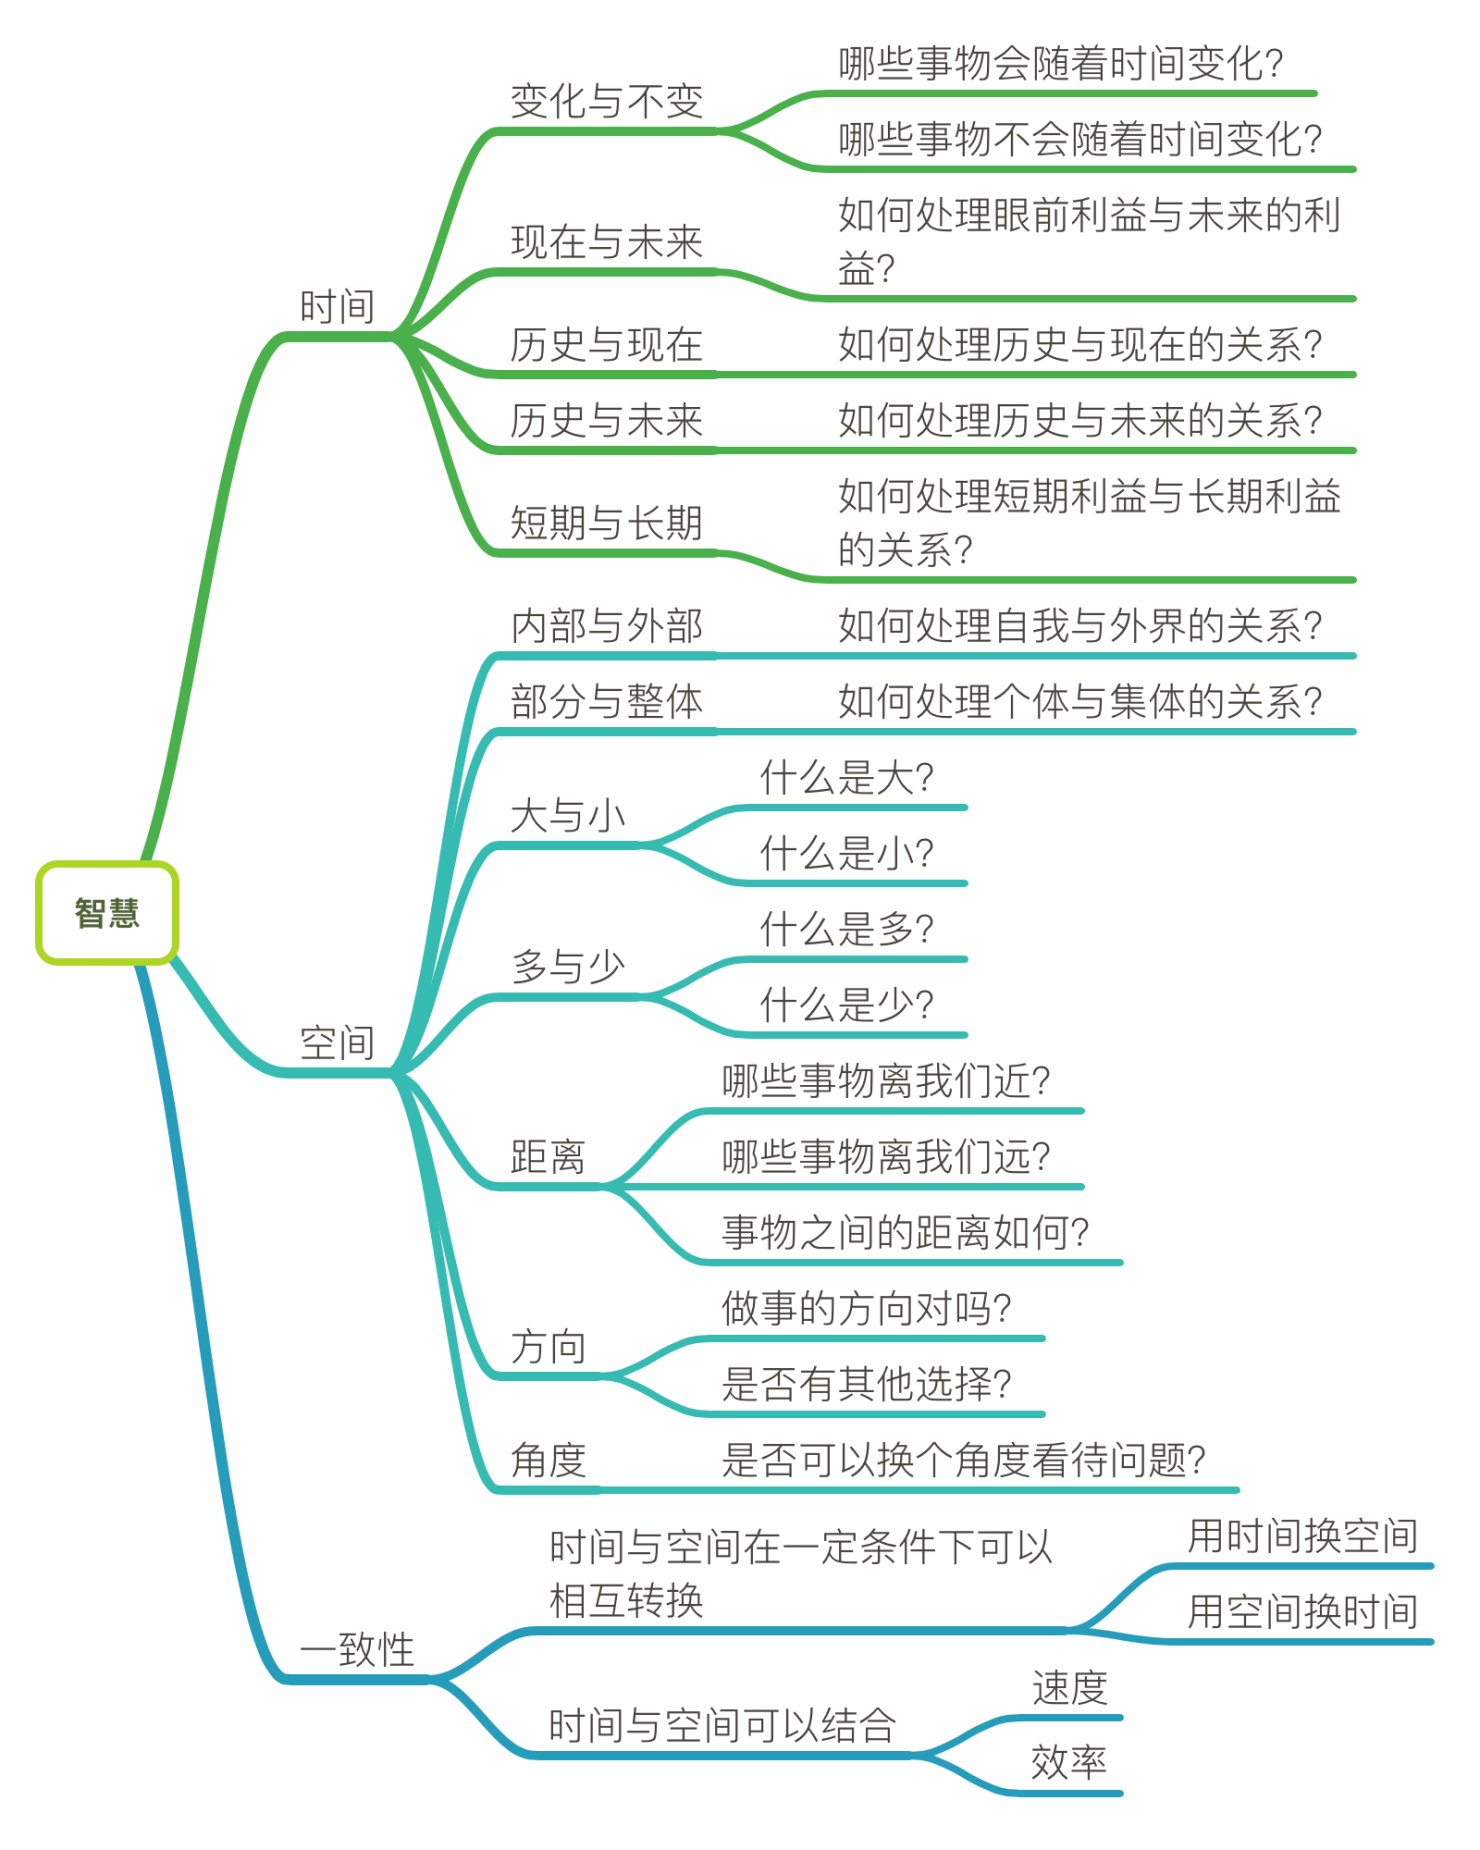 智慧
时间
变化与不变
哪些事物会随着时间变化?
哪些事物不会随着时间变化?
现在与未来
如何处理眼前利益与未来的利
益?
历史与现在
如何处理历史与现在的关系?
历史与未来
如何处理历史与未来的关系?
短期与长期
如何处理短期利益与长期利益
的关系?
空间
内部与外部
如何处理自我与外界的关系?
部分与整体
如何处理个体与集体的关系?
大与小
什么是大?
什么是小?
多与少
什么是多?
什么是少?
距离
哪些事物离我们近?
哪些事物离我们远?
事物之间的距离如何?
方向
做事的方向对吗?
是否有其他选择?
角度
是否可以换个角度看待问题?
一致性
时间与空间在一定条件下可以
相互转换
用时间换空间
用空间换时间
时间与空间可以结合
速度
效率